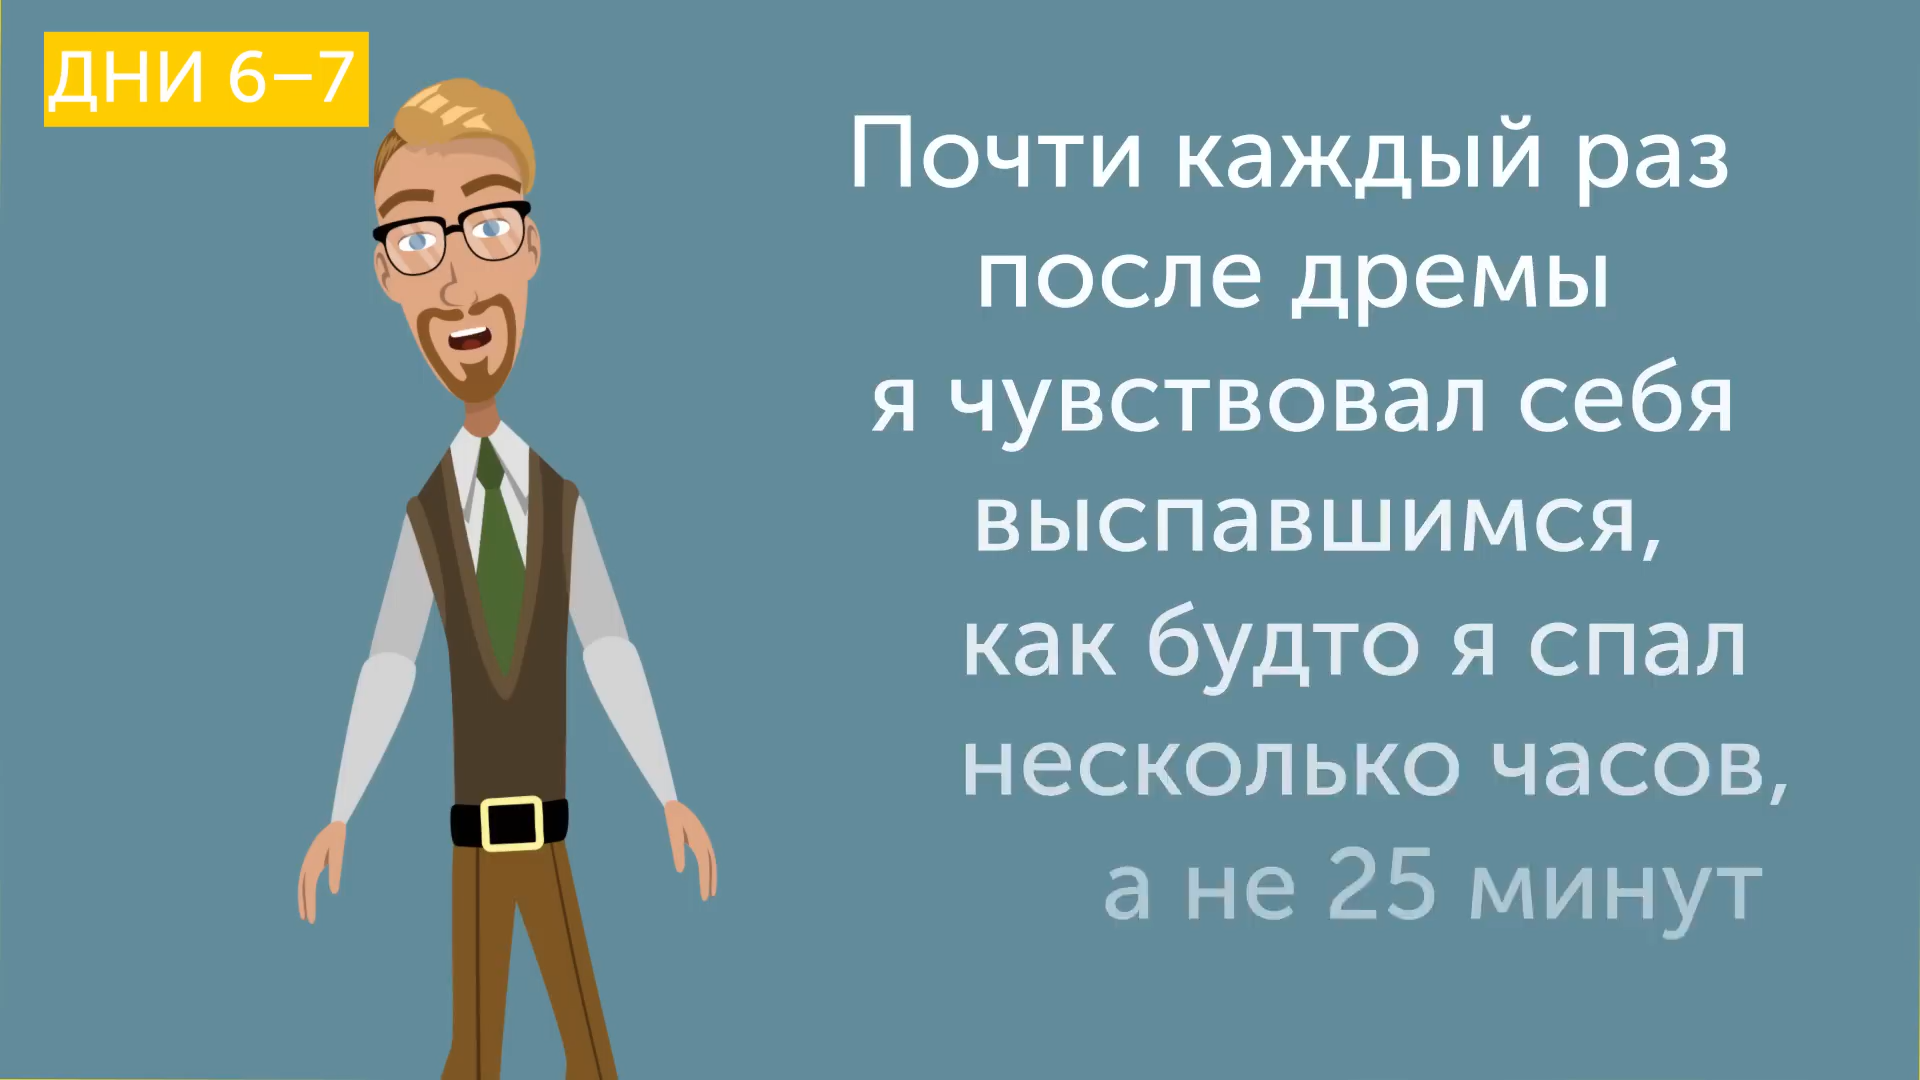 ДНИ 6–7
Почти каждый раз
после дремы
я чувствовал себя
выспавшимся,
как будто я спал
несколько часов,
а не 25 минут